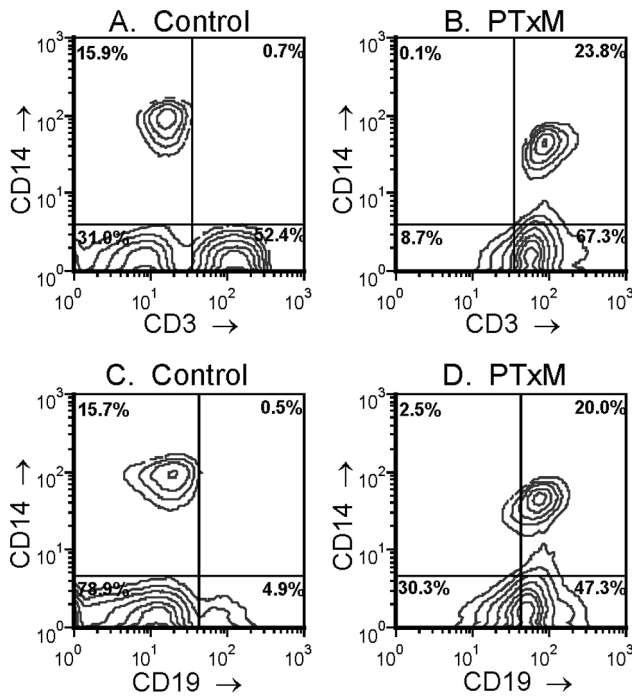 A. Control
B. PTxM
10³
15.9%
0.7%
10³
0.1%
23.8%
10²
10²
CD14 →
CD14 →
10¹
10¹
31.0%
52.4%
8.7%
67.3%
10⁰
10⁰
10⁰ 10¹ 10² 10³
10⁰ 10¹ 10² 10³
CD3 →
CD3 →
C. Control
D. PTxM
10³
15.7%
0.5%
10³
2.5%
20.0%
10²
10²
CD14 →
CD14 →
10¹
10¹
78.9%
4.9%
30.3%
47.3%
10⁰
10⁰
10⁰ 10¹ 10² 10³
10⁰ 10¹ 10² 10³
CD19 →
CD19 →